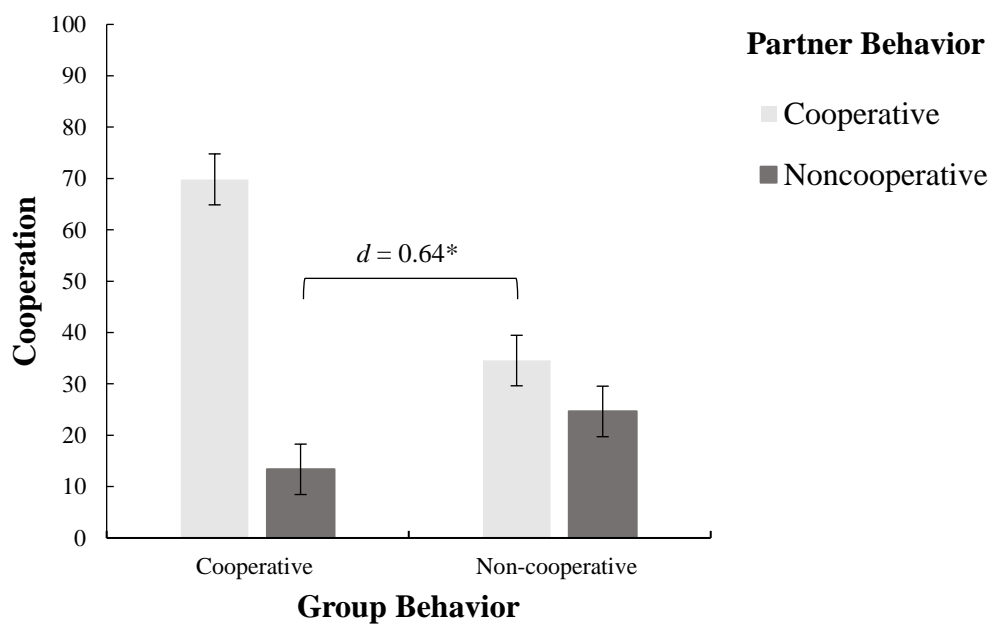 Partner Behavior
Cooperative
Noncooperative
Cooperation
100
90
80
70
60
50
40
30
20
10
0
d = 0.64*
Cooperative
Non-cooperative
Group Behavior